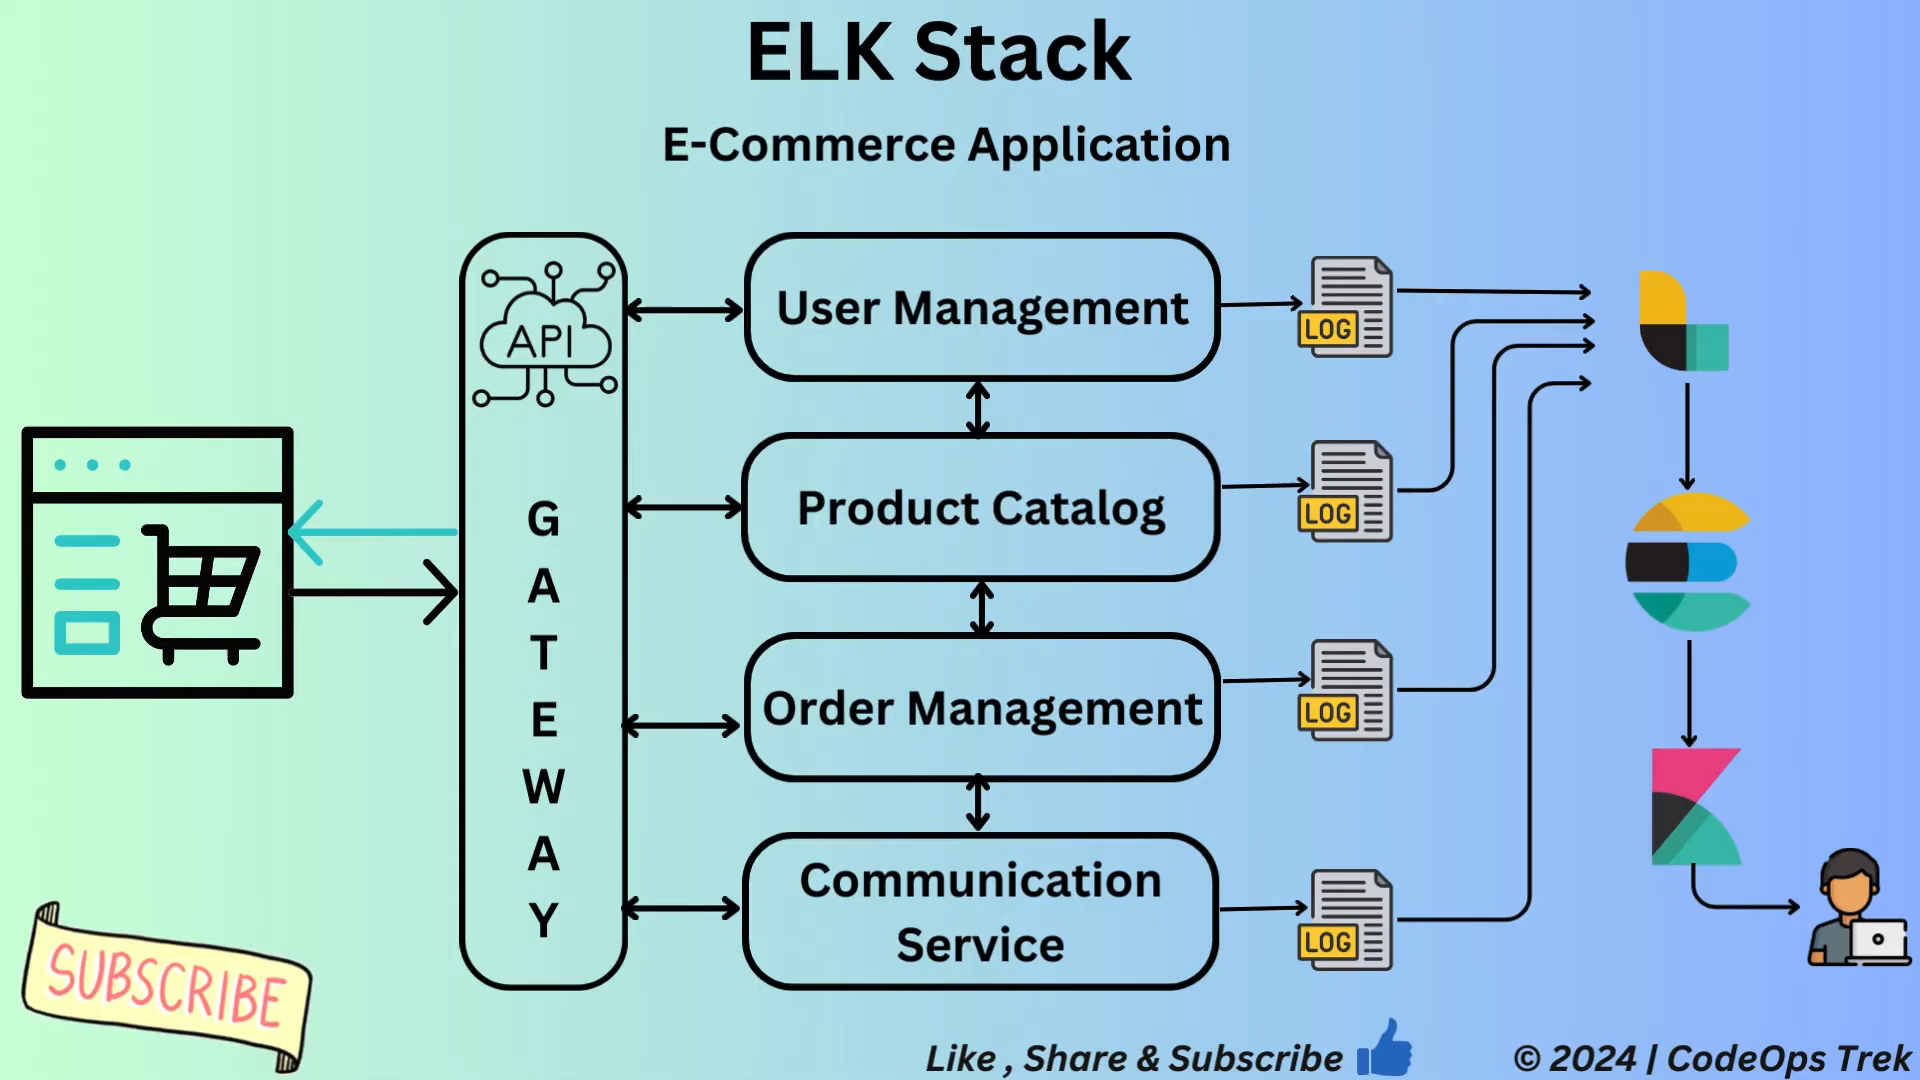 ELK Stack
E-Commerce Application
API
G
A
T
E
W
A
Y
User Management
LOG
Product Catalog
LOG
Order Management
LOG
Communication
Service
LOG
SUBSCRIBE
Like , Share & Subscribe
© 2024 | CodeOps Trek